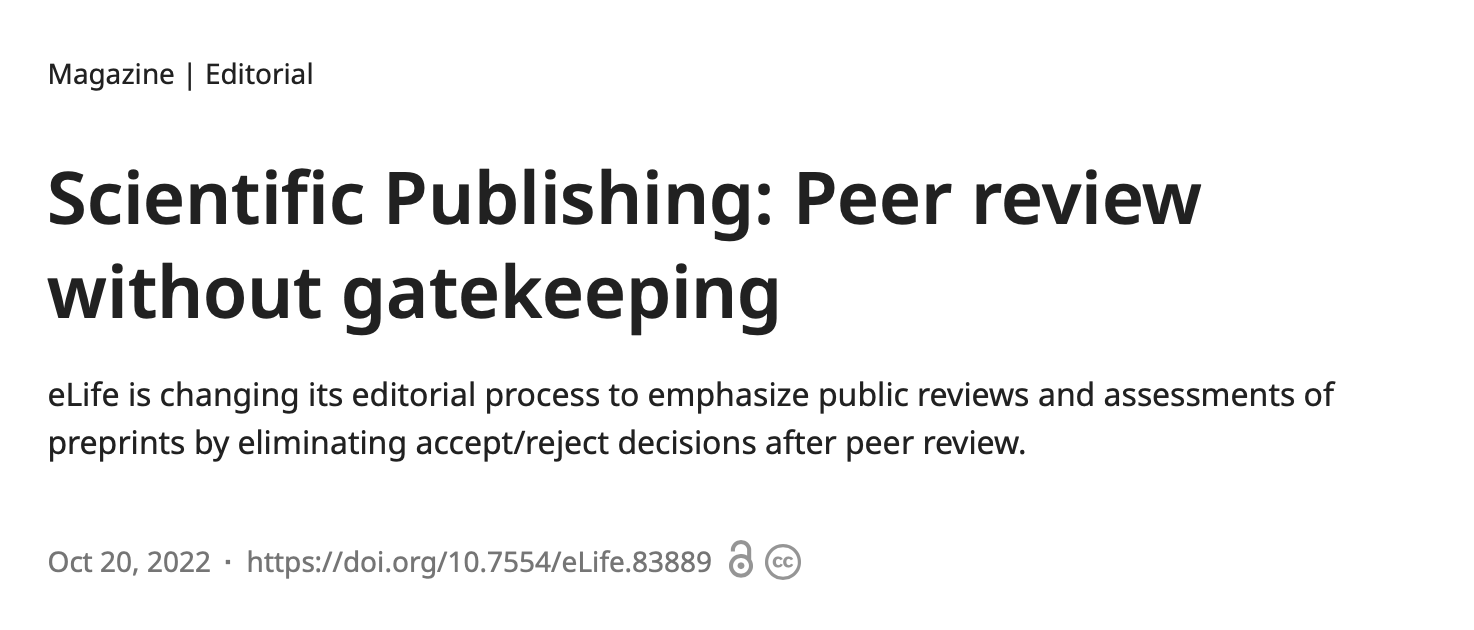 Magazine | Editorial
Scientific Publishing: Peer review
without gatekeeping
eLife is changing its editorial process to emphasize public reviews and assessments of
preprints by eliminating accept/reject decisions after peer review.
Oct 20, 2022 · https://doi.org/10.7554/eLife.83889 cc